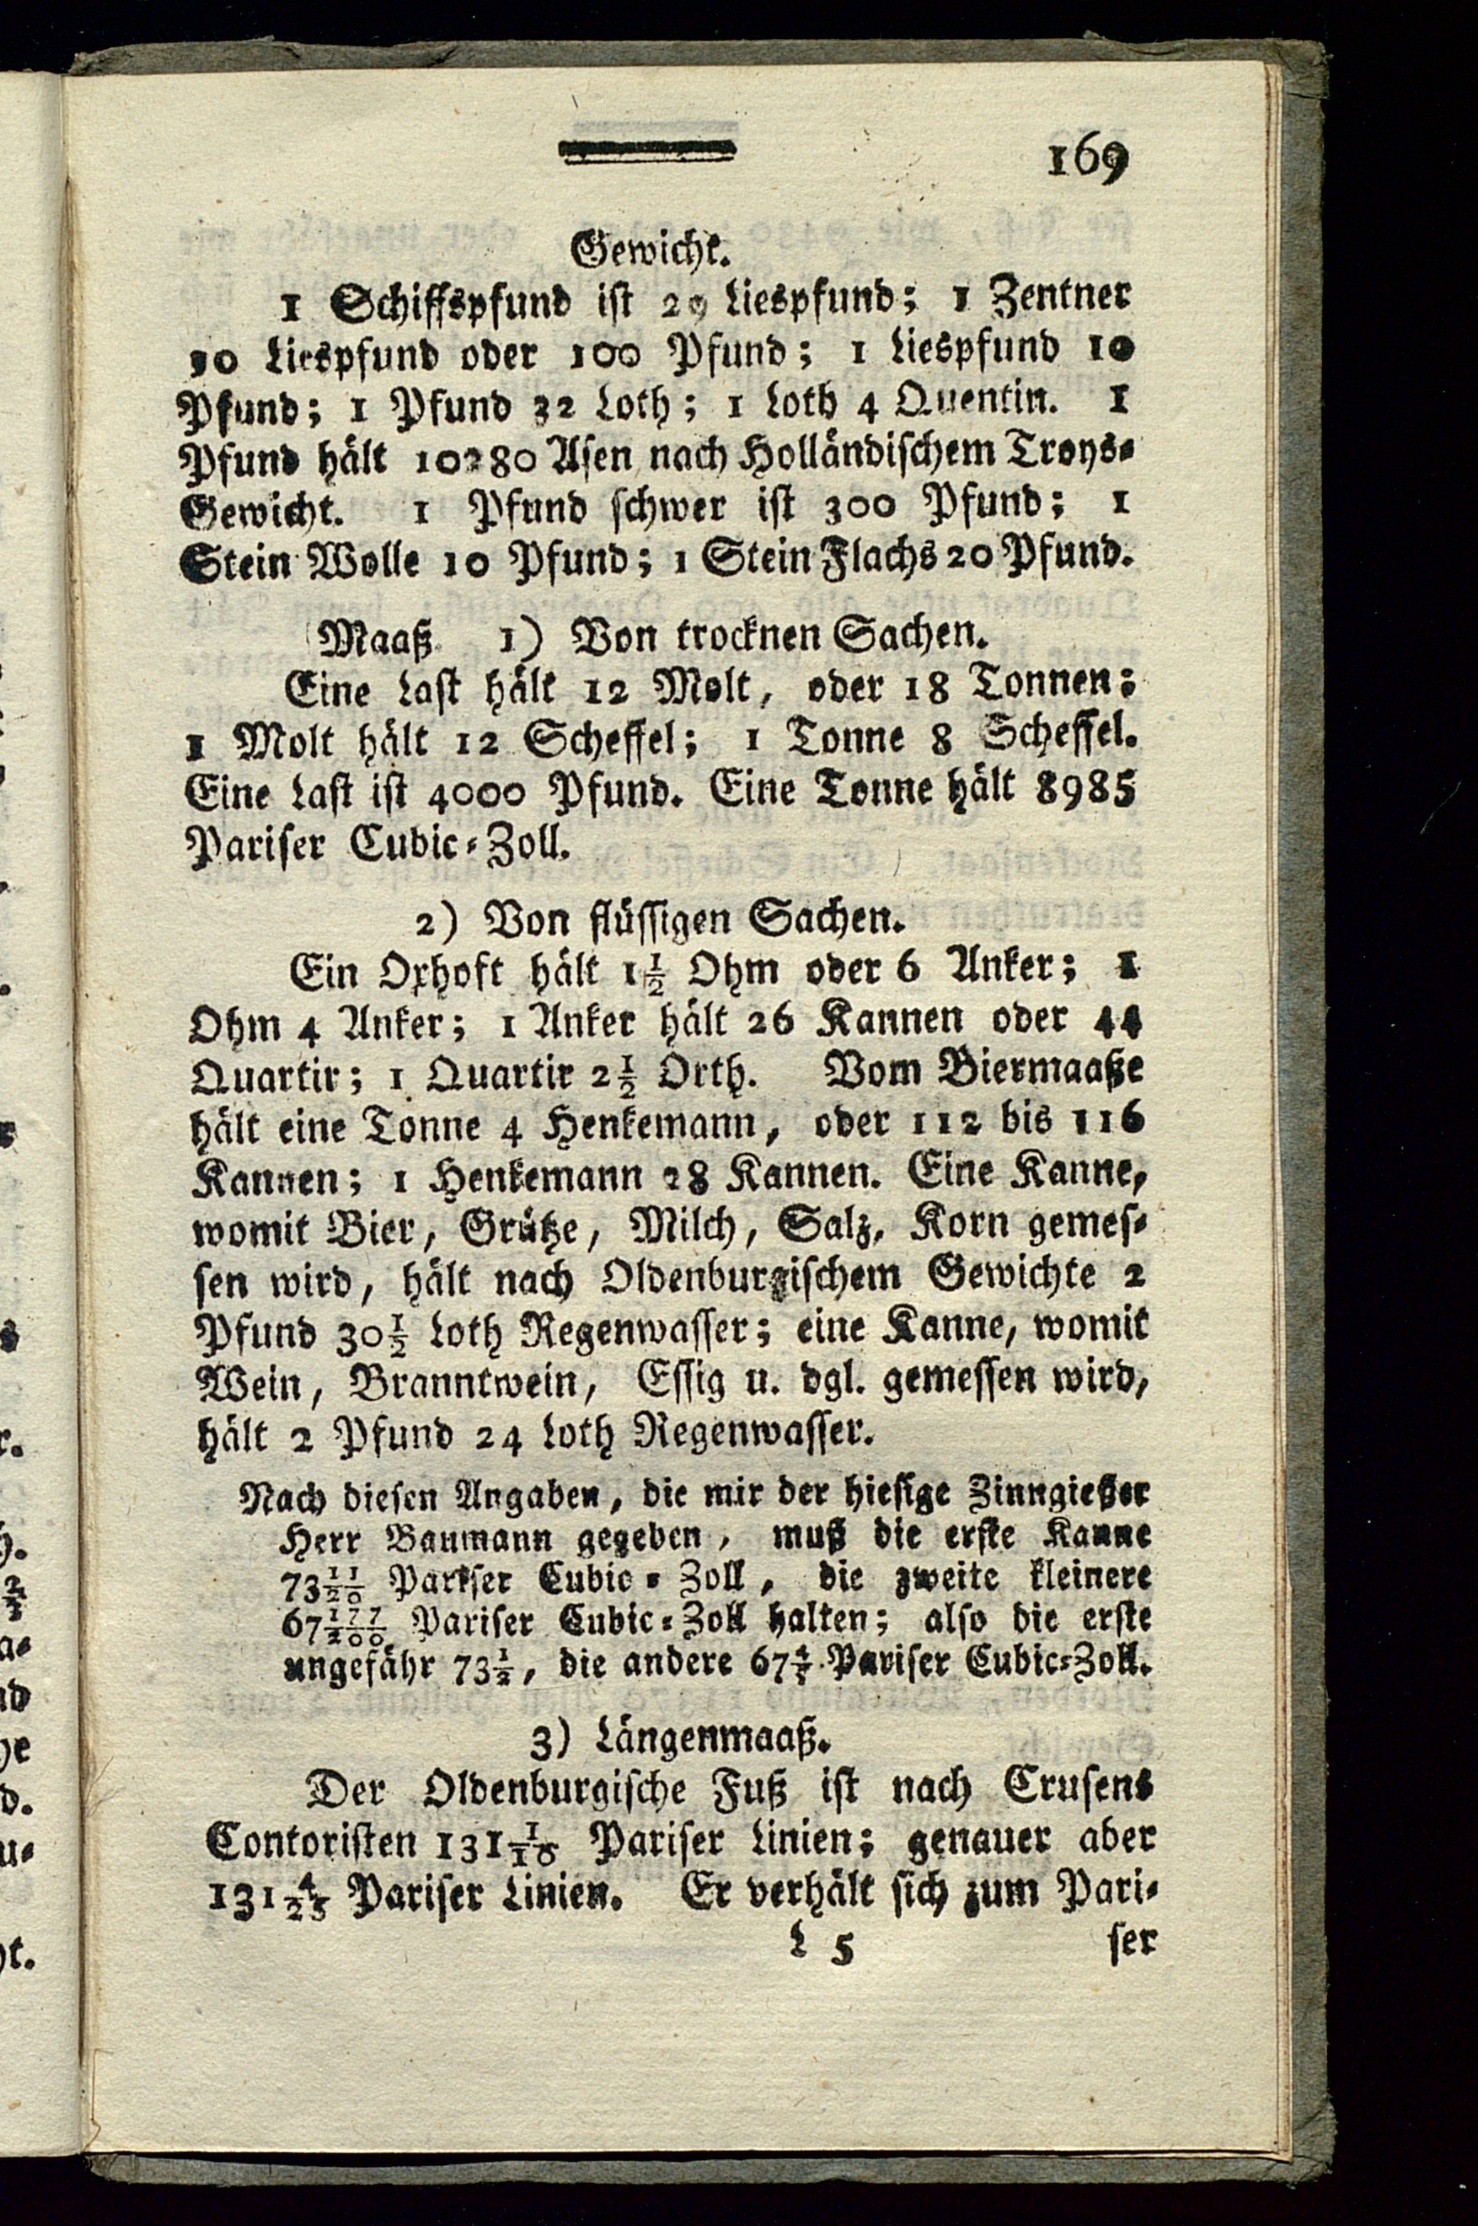 169
Gewicht.
1 Schiffspfund ist 29 Liespfund; 1 Zentner
10 Liespfund oder 100 Pfund; 1 Liespfund 10
Pfund; 1 Pfund 32 Loth; 1 Loth 4 Quentin. 1
Pfund hält 10280 Asen nach Holländischem Troys-
Gewicht. 1 Pfund schwer ist 300 Pfund; 1
Stein Wolle 10 Pfund; 1 Stein Flachs 20 Pfund.
Maaß 1) Von trocknen Sachen.
Eine Last hält 12 Molt, oder 18 Tonnen;
1 Molt hält 12 Scheffel; 1 Tonne 8 Scheffel.
Eine Last ist 4000 Pfund. Eine Tonne hält 8985
Pariser Cubic-Zoll.
2) Von flüssigen Sachen.
Ein Oxhoft hält 1½ Ohm oder 6 Anker; 1
Ohm 4 Anker; 1 Anker hält 26 Kannen oder 44
Quartir; 1 Quartir 2½ Orth. Vom Biermaaße
hält eine Tonne 4 Henkemann, oder 112 bis 116
Kannen; 1 Henkemann 28 Kannen. Eine Kanne,
womit Bier, Grütze, Milch, Salz, Korn gemes-
sen wird, hält nach Oldenburgischem Gewichte 2
Pfund 30½ Loth Regenwasser; eine Kanne, womit
Wein, Branntwein, Essig u. dgl. gemessen wird,
hält 2 Pfund 24 Loth Regenwasser.
Nach diesen Angaben, die mir der hiesige Zinngießer
Herr Baumann gegeben, muß die erste Kanne
73 11/20 Pariser Cubic-Zoll, die zweite kleinere
67 177/200 Pariser Cubic-Zoll halten; also die erste
ungefähr 73½, die andere 67⅘ Pariser Cubic-Zoll.
3) Längenmaaß.
Der Oldenburgische Fuß ist nach Crusens
Contoristen 131 1/10 Pariser Linien; genauer aber
131 4/25 Pariser Linien. Er verhält sich zum Pari-
L 5 ser